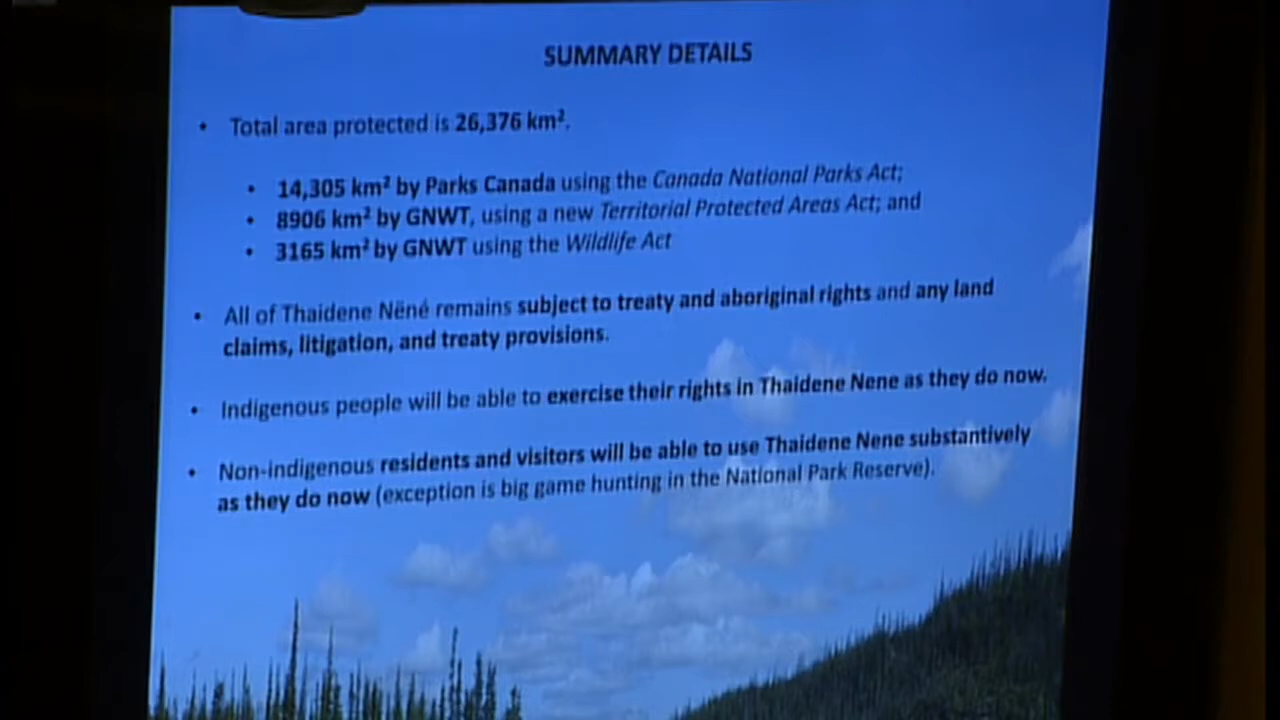 SUMMARY DETAILS
• Total area protected is 26,376 km².
• 14,305 km² by Parks Canada using the Canada National Parks Act;
• 8906 km² by GNWT, using a new Territorial Protected Areas Act; and
• 3165 km² by GNWT using the Wildlife Act
• All of Thaidene Nëné remains subject to treaty and aboriginal rights and any land
claims, litigation, and treaty provisions.
• Indigenous people will be able to exercise their rights in Thaidene Nene as they do now.
• Non-indigenous residents and visitors will be able to use Thaidene Nene substantively
as they do now (exception is big game hunting in the National Park Reserve).